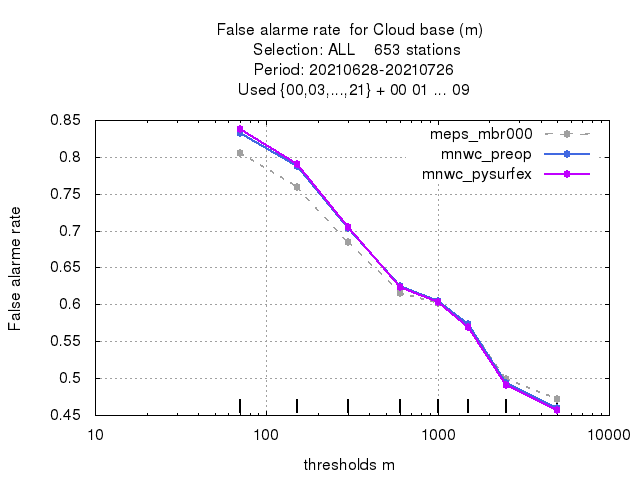 False alarme rate  for Cloud base (m)
Selection: ALL    653 stations
Period: 20210628-20210726
Used {00,03,...,21} + 00 01 ... 09
meps_mbr000
mnwc_preop
mnwc_pysurfex
False alarme rate
0.85
0.8
0.75
0.7
0.65
0.6
0.55
0.5
0.45
10
100
1000
10000
thresholds m